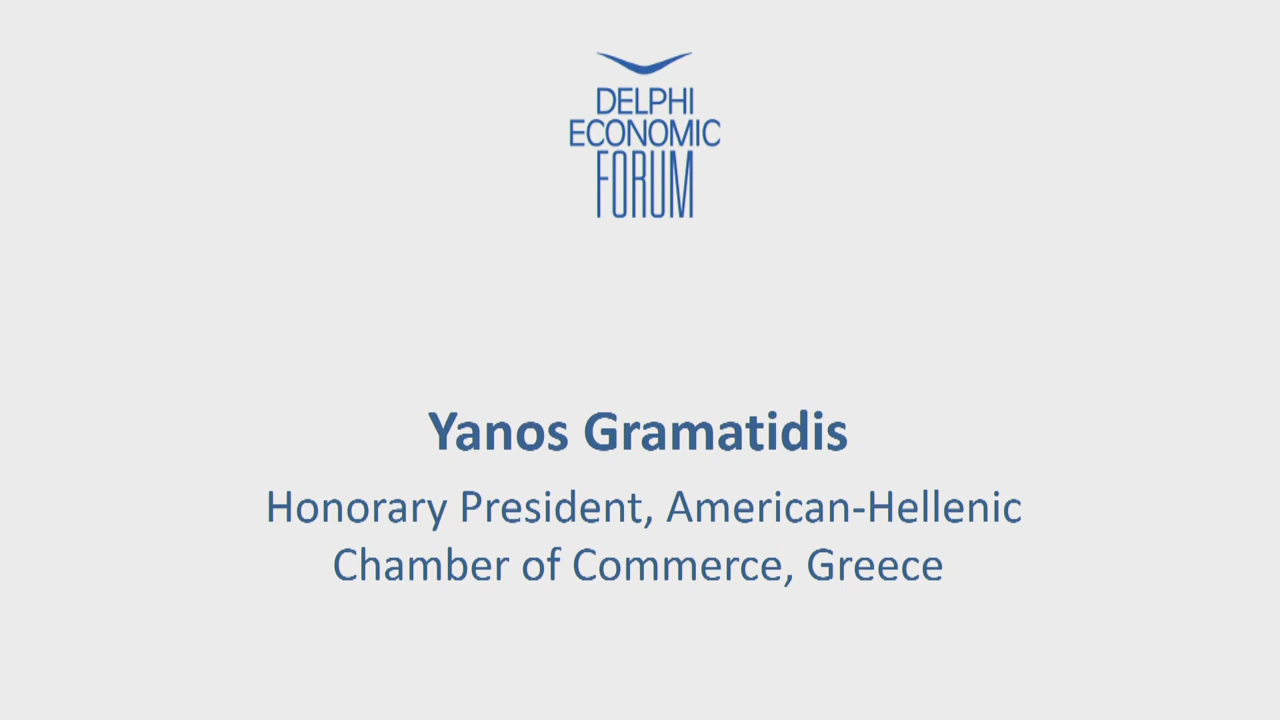 DELPHI
ECONOMIC
FORUM
Yanos Gramatidis
Honorary President, American-Hellenic
Chamber of Commerce, Greece